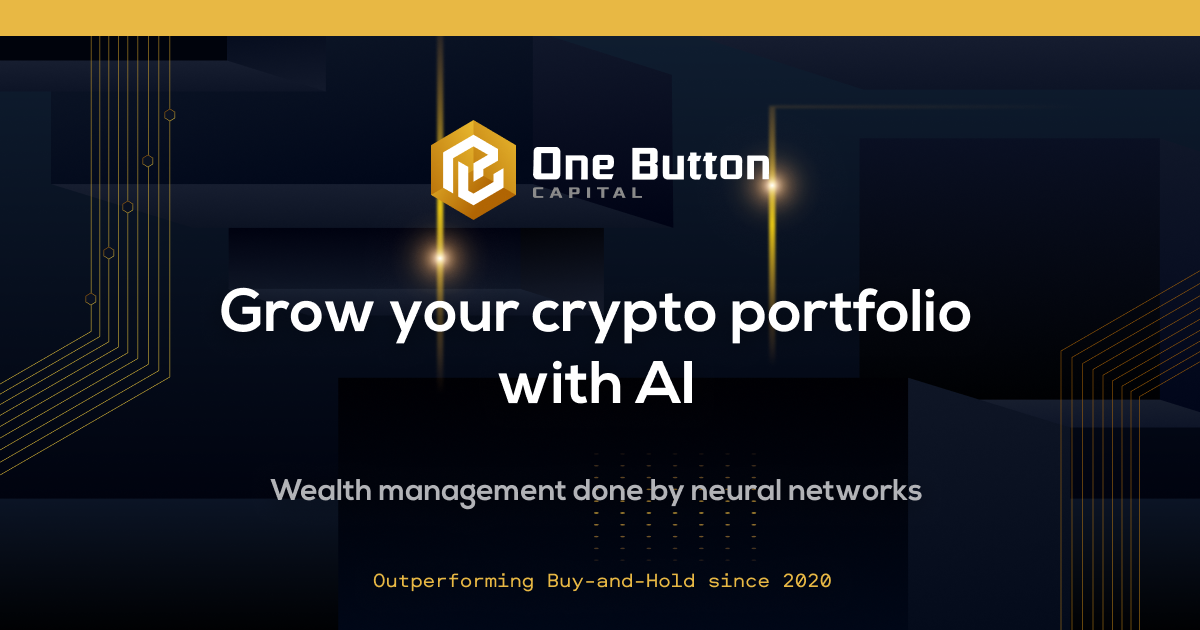 One Button
CAPITAL
Grow your crypto portfolio
with AI
Wealth management done by neural networks
Outperforming Buy-and-Hold since 2020